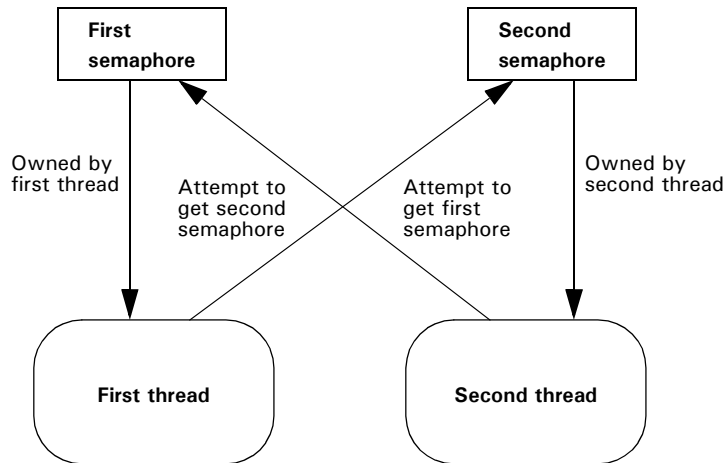 First
semaphore
Second
semaphore
Owned by
first thread
Attempt to
get second
semaphore
Attempt to
get first
semaphore
Owned by
second thread
First thread
Second thread